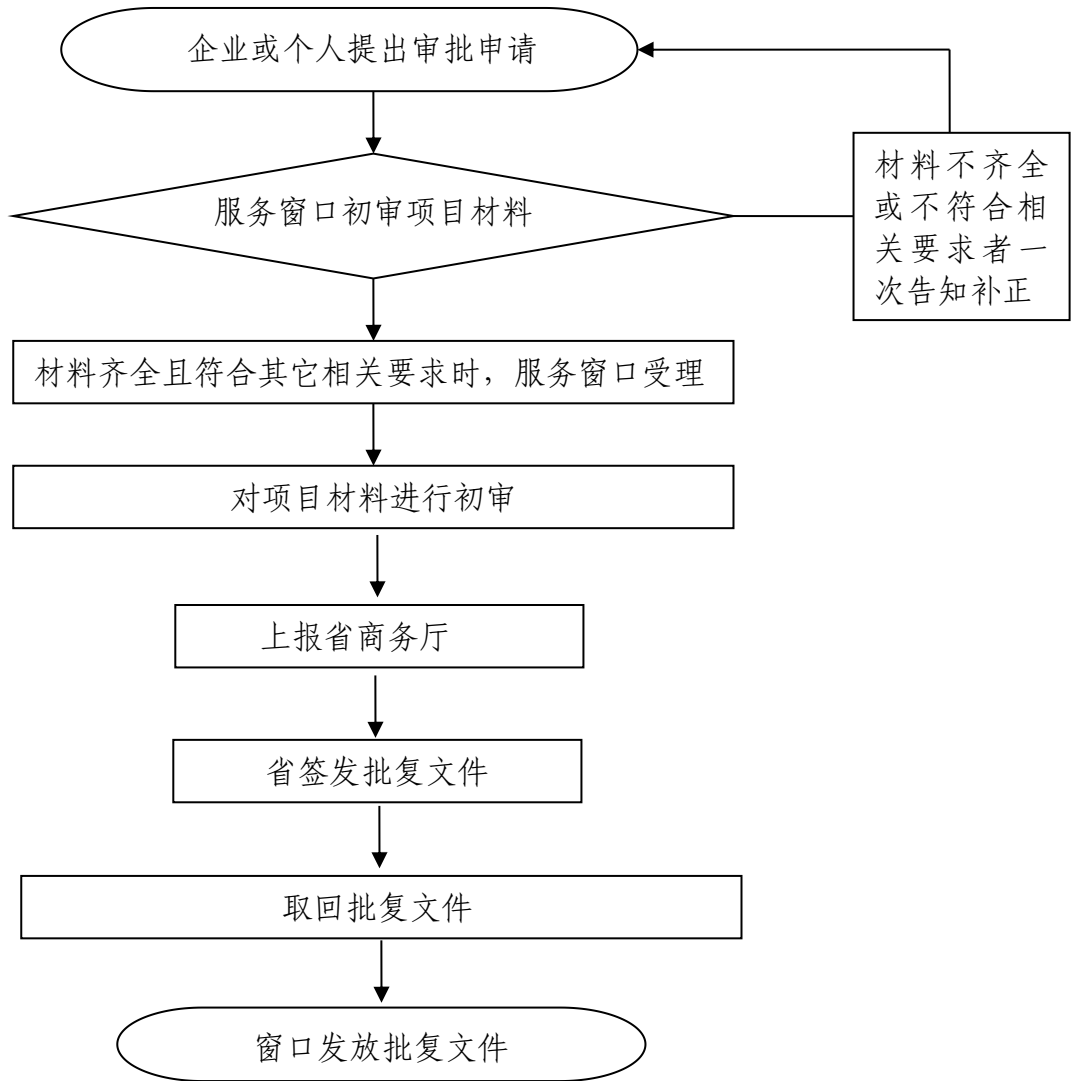 企业或个人提出审批申请
服务窗口初审项目材料
材料不齐全
或不符合相
关要求者一
次告知补正
材料齐全且符合其它相关要求时，服务窗口受理
对项目材料进行初审
上报省商务厅
省签发批复文件
取回批复文件
窗口发放批复文件